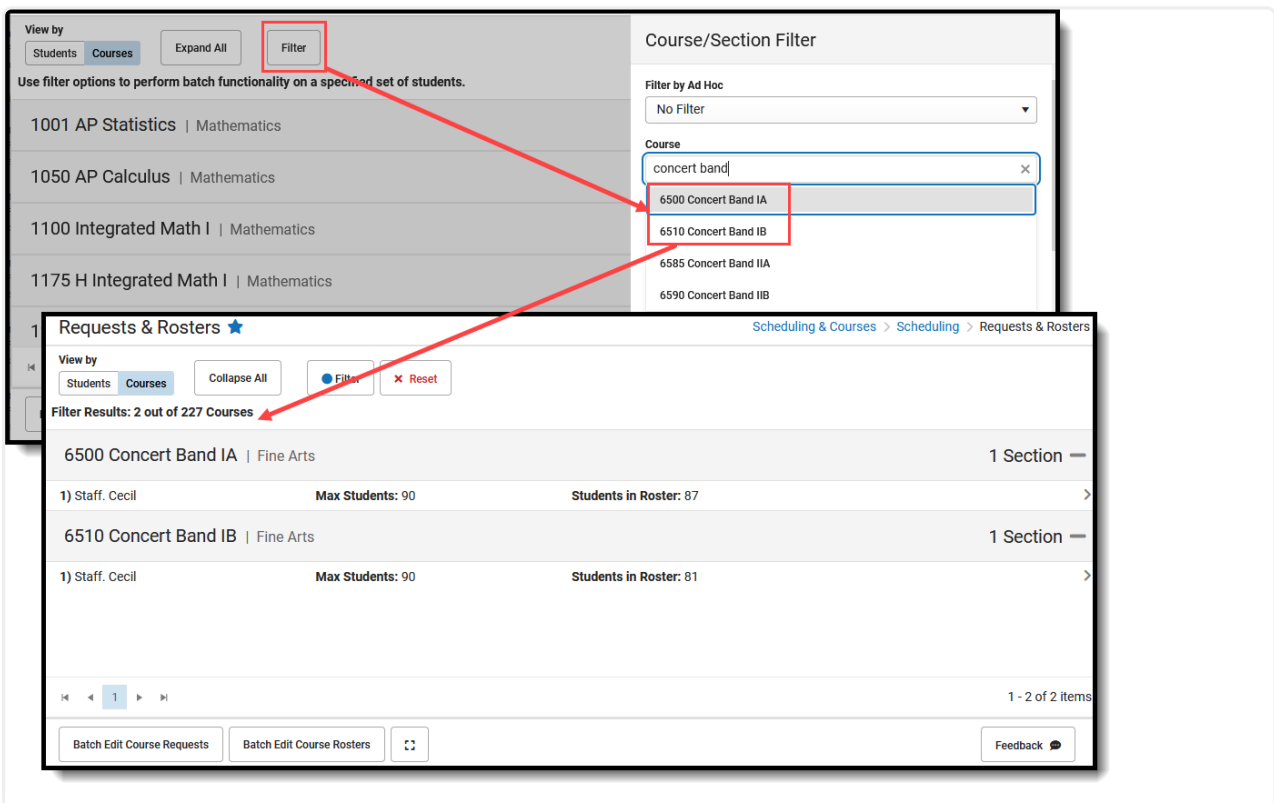 View by
Students Courses Expand All Filter
Use filter options to perform batch functionality on a specified set of students.
1001 AP Statistics | Mathematics
1050 AP Calculus | Mathematics
1100 Integrated Math I | Mathematics
1175 H Integrated Math I | Mathematics
1
Course/Section Filter
Filter by Ad Hoc
No Filter
Course
concert band
6500 Concert Band IA
6510 Concert Band IB
6585 Concert Band IIA
6590 Concert Band IIB
Requests & Rosters Scheduling & Courses > Scheduling > Requests & Rosters
View by
Students Courses Collapse All Filter Reset
Filter Results: 2 out of 227 Courses
6500 Concert Band IA | Fine Arts 1 Section
1) Staff. Cecil Max Students: 90 Students in Roster: 87
6510 Concert Band IB | Fine Arts 1 Section
1) Staff. Cecil Max Students: 90 Students in Roster: 81
1 1 - 2 of 2 items
Batch Edit Course Requests Batch Edit Course Rosters Feedback